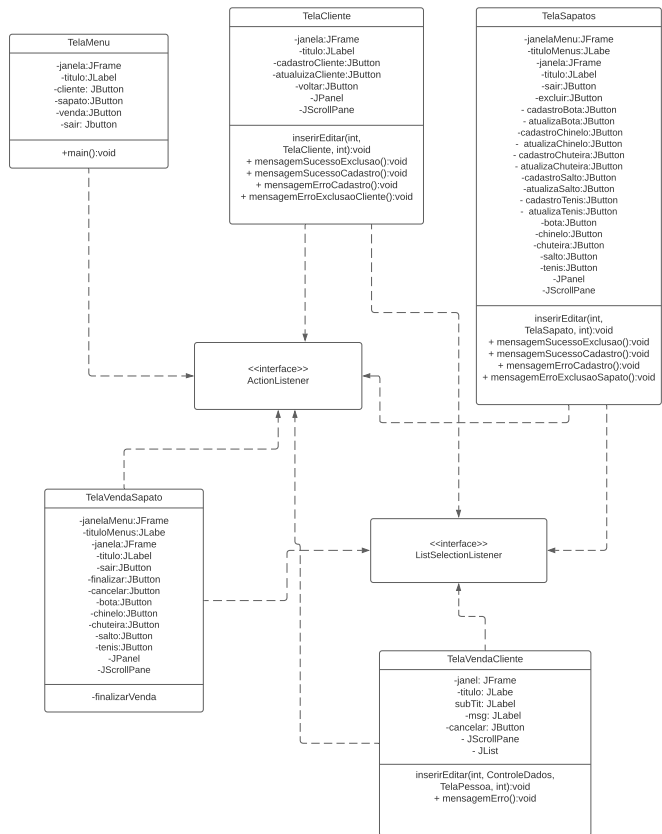 TelaMenu
-janela:JFrame
-titulo:JLabel
-cliente: JButton
-sapato:JButton
-venda:JButton
-sair: Jbutton
+main():void
TelaCliente
-janela:JFrame
-titulo:JLabel
-cadastroCliente:JButton
-atualuizaCliente:JButton
-voltar:JButton
-JPanel
-JScrollPane
inserirEditar(int,
TelaCliente, int):void
+ mensagemSucessoExclusao():void
+ mensagemSucessoCadastro():void
+ mensagemErroCadastro():void
+ mensagemErroExclusaoCliente():void
TelaSapatos
-janelaMenu:JFrame
-tituloMenus:JLabe
-janela:JFrame
-titulo:JLabel
-sair:JButton
-excluir:JButton
- cadastroBota:JButton
- atualizaBota:JButton
-cadastroChinelo:JButton
- atualizaChinelo:JButton
- cadastroChuteira:JButton
- atualizaChuteira:JButton
-cadastroSalto:JButton
-atualizaSalto:JButton
- cadastroTenis:JButton
- atualizaTenis:JButton
-bota:JButton
-chinelo:JButton
-chuteira:JButton
-salto:JButton
-tenis:JButton
-JPanel
-JScrollPane
inserirEditar(int,
TelaSapato, int):void
+ mensagemSucessoExclusao():void
+ mensagemSucessoCadastro():void
+ mensagemErroCadastro():void
+ mensagemErroExclusaoSapato():void
<<interface>>
ActionListener
TelaVendaSapato
-janelaMenu:JFrame
-tituloMenus:JLabe
-janela:JFrame
-titulo:JLabel
-sair:JButton
-finalizar:JButton
-cancelar:Jbutton
-bota:JButton
-chinelo:JButton
-chuteira:JButton
-salto:JButton
-tenis:JButton
-JPanel
-JScrollPane
-finalizarVenda
<<interface>>
ListSelectionListener
TelaVendaCliente
-janel: JFrame
-titulo: JLabe
subTit: JLabel
-msg: JLabel
-cancelar: JButton
- JScrollPane
- JList
inserirEditar(int, ControleDados,
TelaPessoa, int):void
+ mensagemErro():void